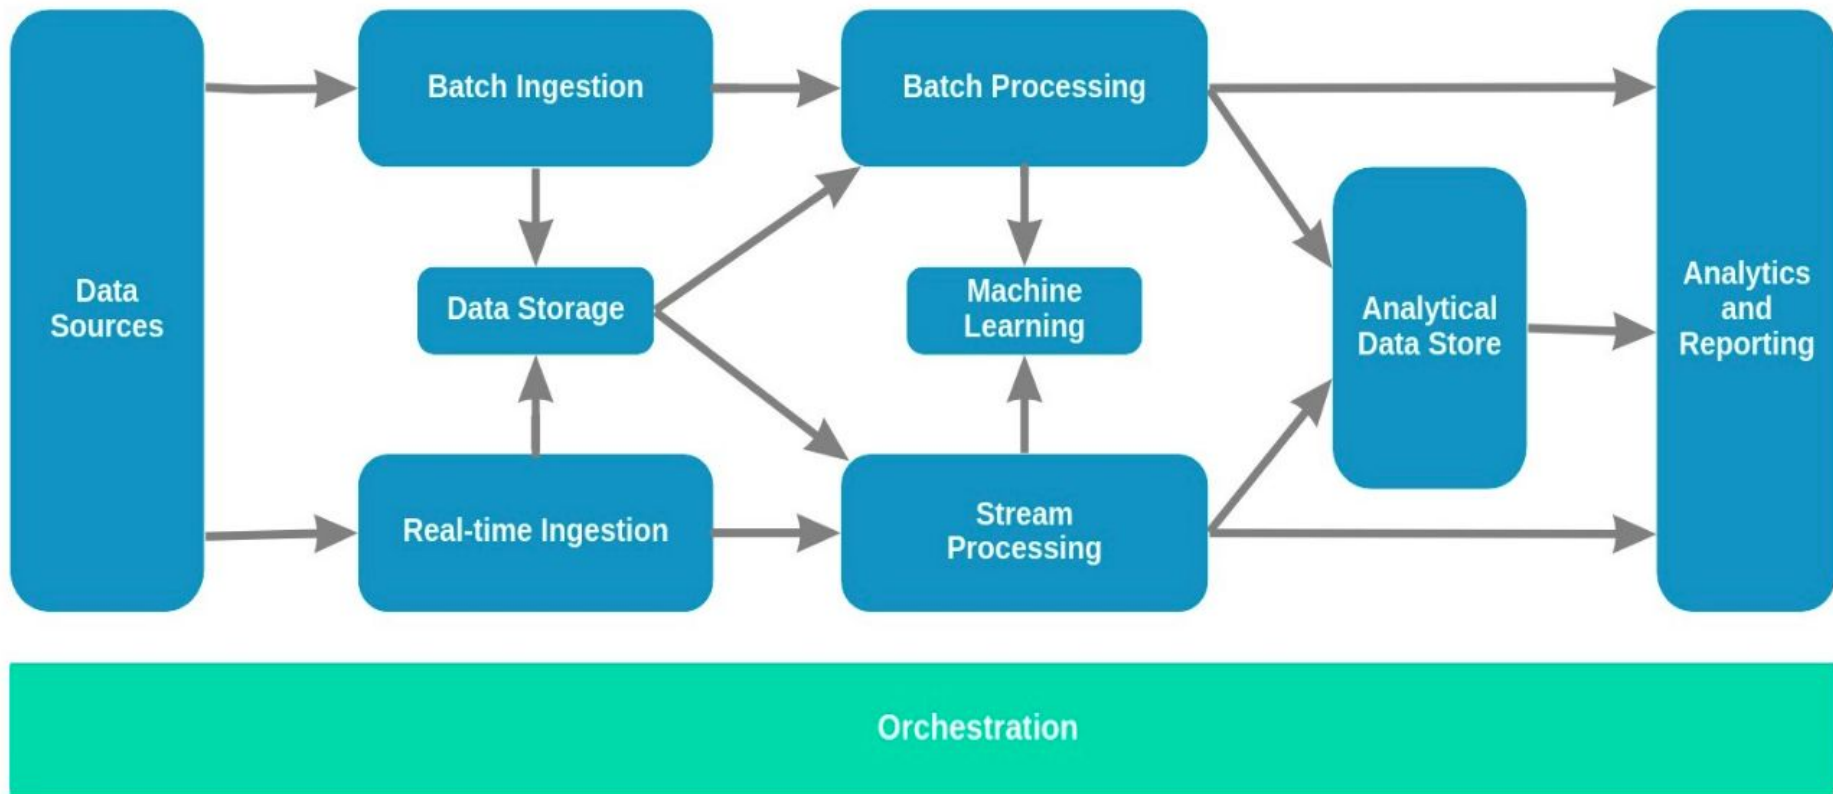 Data
Sources
Batch Ingestion
Data Storage
Real-time Ingestion
Batch Processing
Machine
Learning
Stream
Processing
Analytical
Data Store
Analytics
and
Reporting
Orchestration